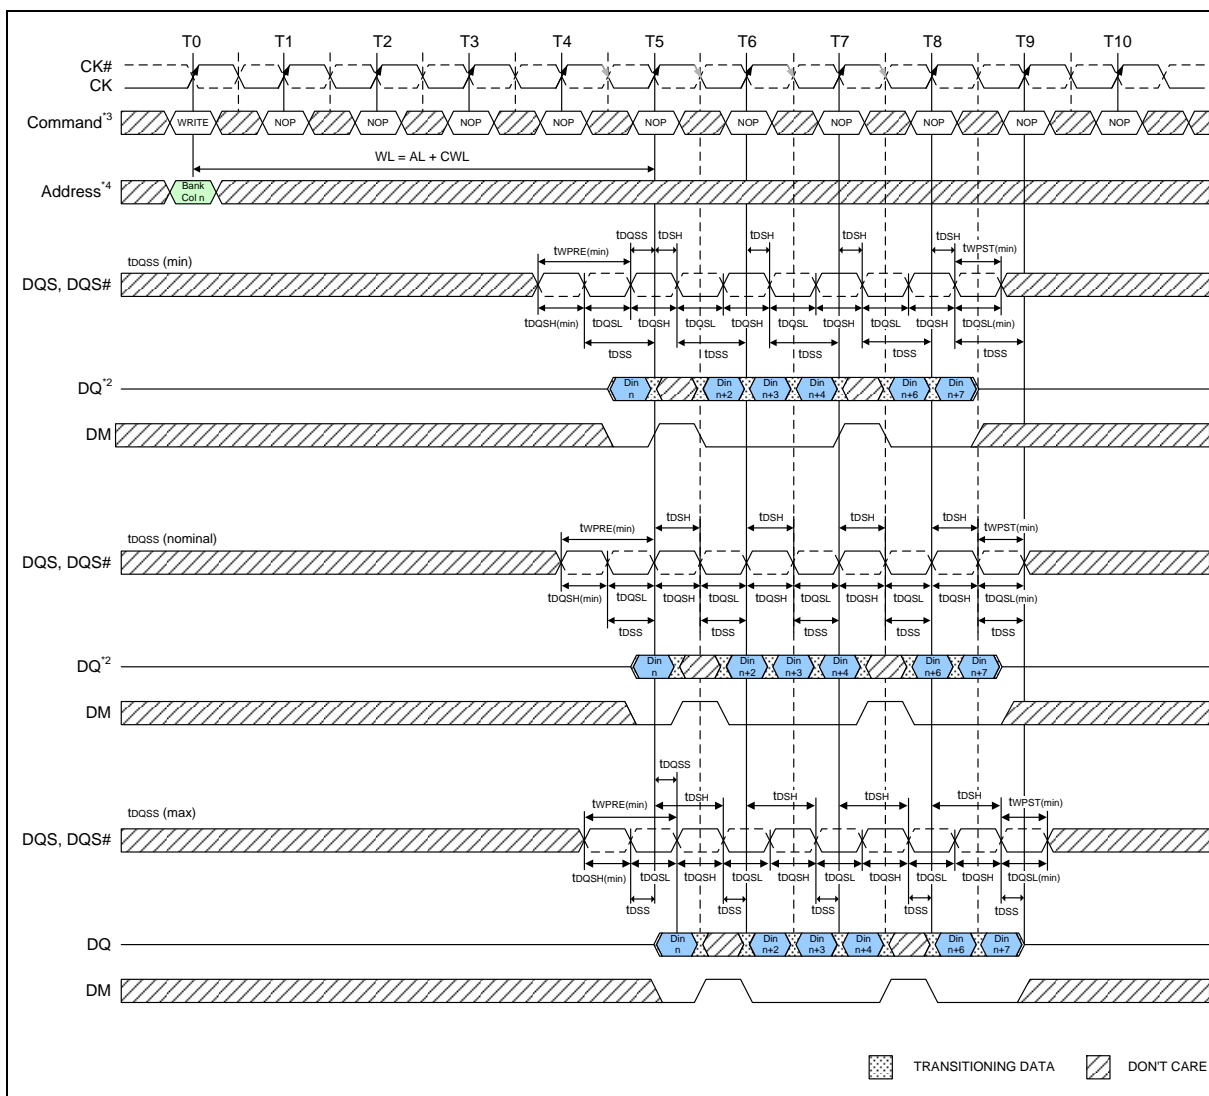 T0 T1 T2 T3 T4 T5 T6 T7 T8 T9 T10
CK#
CK
Command*3 WRITE NOP NOP NOP NOP NOP NOP NOP NOP NOP NOP
WL = AL + CWL
Address*4 Bank Col n
tDQSS tDSH tDSH tDSH tDSH
tWPRE(min) tWPST(min)
tDQSS (min)
DQS, DQS#
tDQSH(min) tDQSL tDQSH tDQSL tDQSH tDQSL tDQSH tDQSL tDQSH tDQSL(min)
tDSS tDSS tDSS tDSS tDSS
DQ*2 Din n Din n+2 Din n+3 Din n+4 Din n+6 Din n+7
DM
tWPRE(min) tDSH tDSH tDSH tDSH tWPST(min)
tDQSS (nominal)
DQS, DQS#
tDQSH(min) tDQSL tDQSH tDQSL tDQSH tDQSL tDQSH tDQSL tDQSH tDQSL(min)
tDSS tDSS tDSS tDSS tDSS
DQ*2 Din n Din n+2 Din n+3 Din n+4 Din n+6 Din n+7
DM
tDQSS
tWPRE(min) tDSH tDSH tDSH tDSH tWPST(min)
tDQSS (max)
DQS, DQS#
tDQSH(min) tDQSL tDQSH tDQSL tDQSH tDQSL tDQSH tDQSL tDQSH tDQSL(min)
tDSS tDSS tDSS tDSS tDSS
DQ Din n Din n+2 Din n+3 Din n+4 Din n+6 Din n+7
DM
TRANSITIONING DATA DON'T CARE